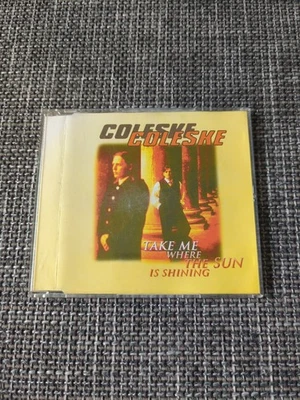 COLESKE
COLESKE
TAKE ME
WHERE
THE SUN
IS SHINING